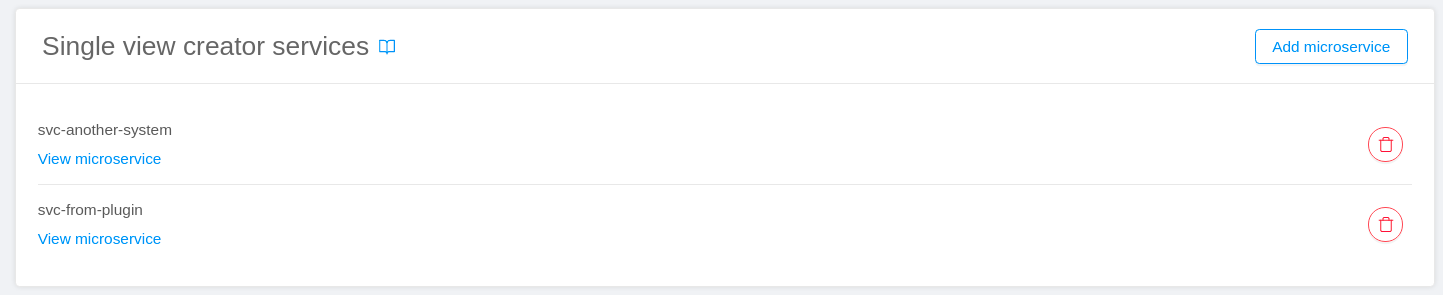 Single view creator services
Add microservice
svc-another-system
View microservice
svc-from-plugin
View microservice